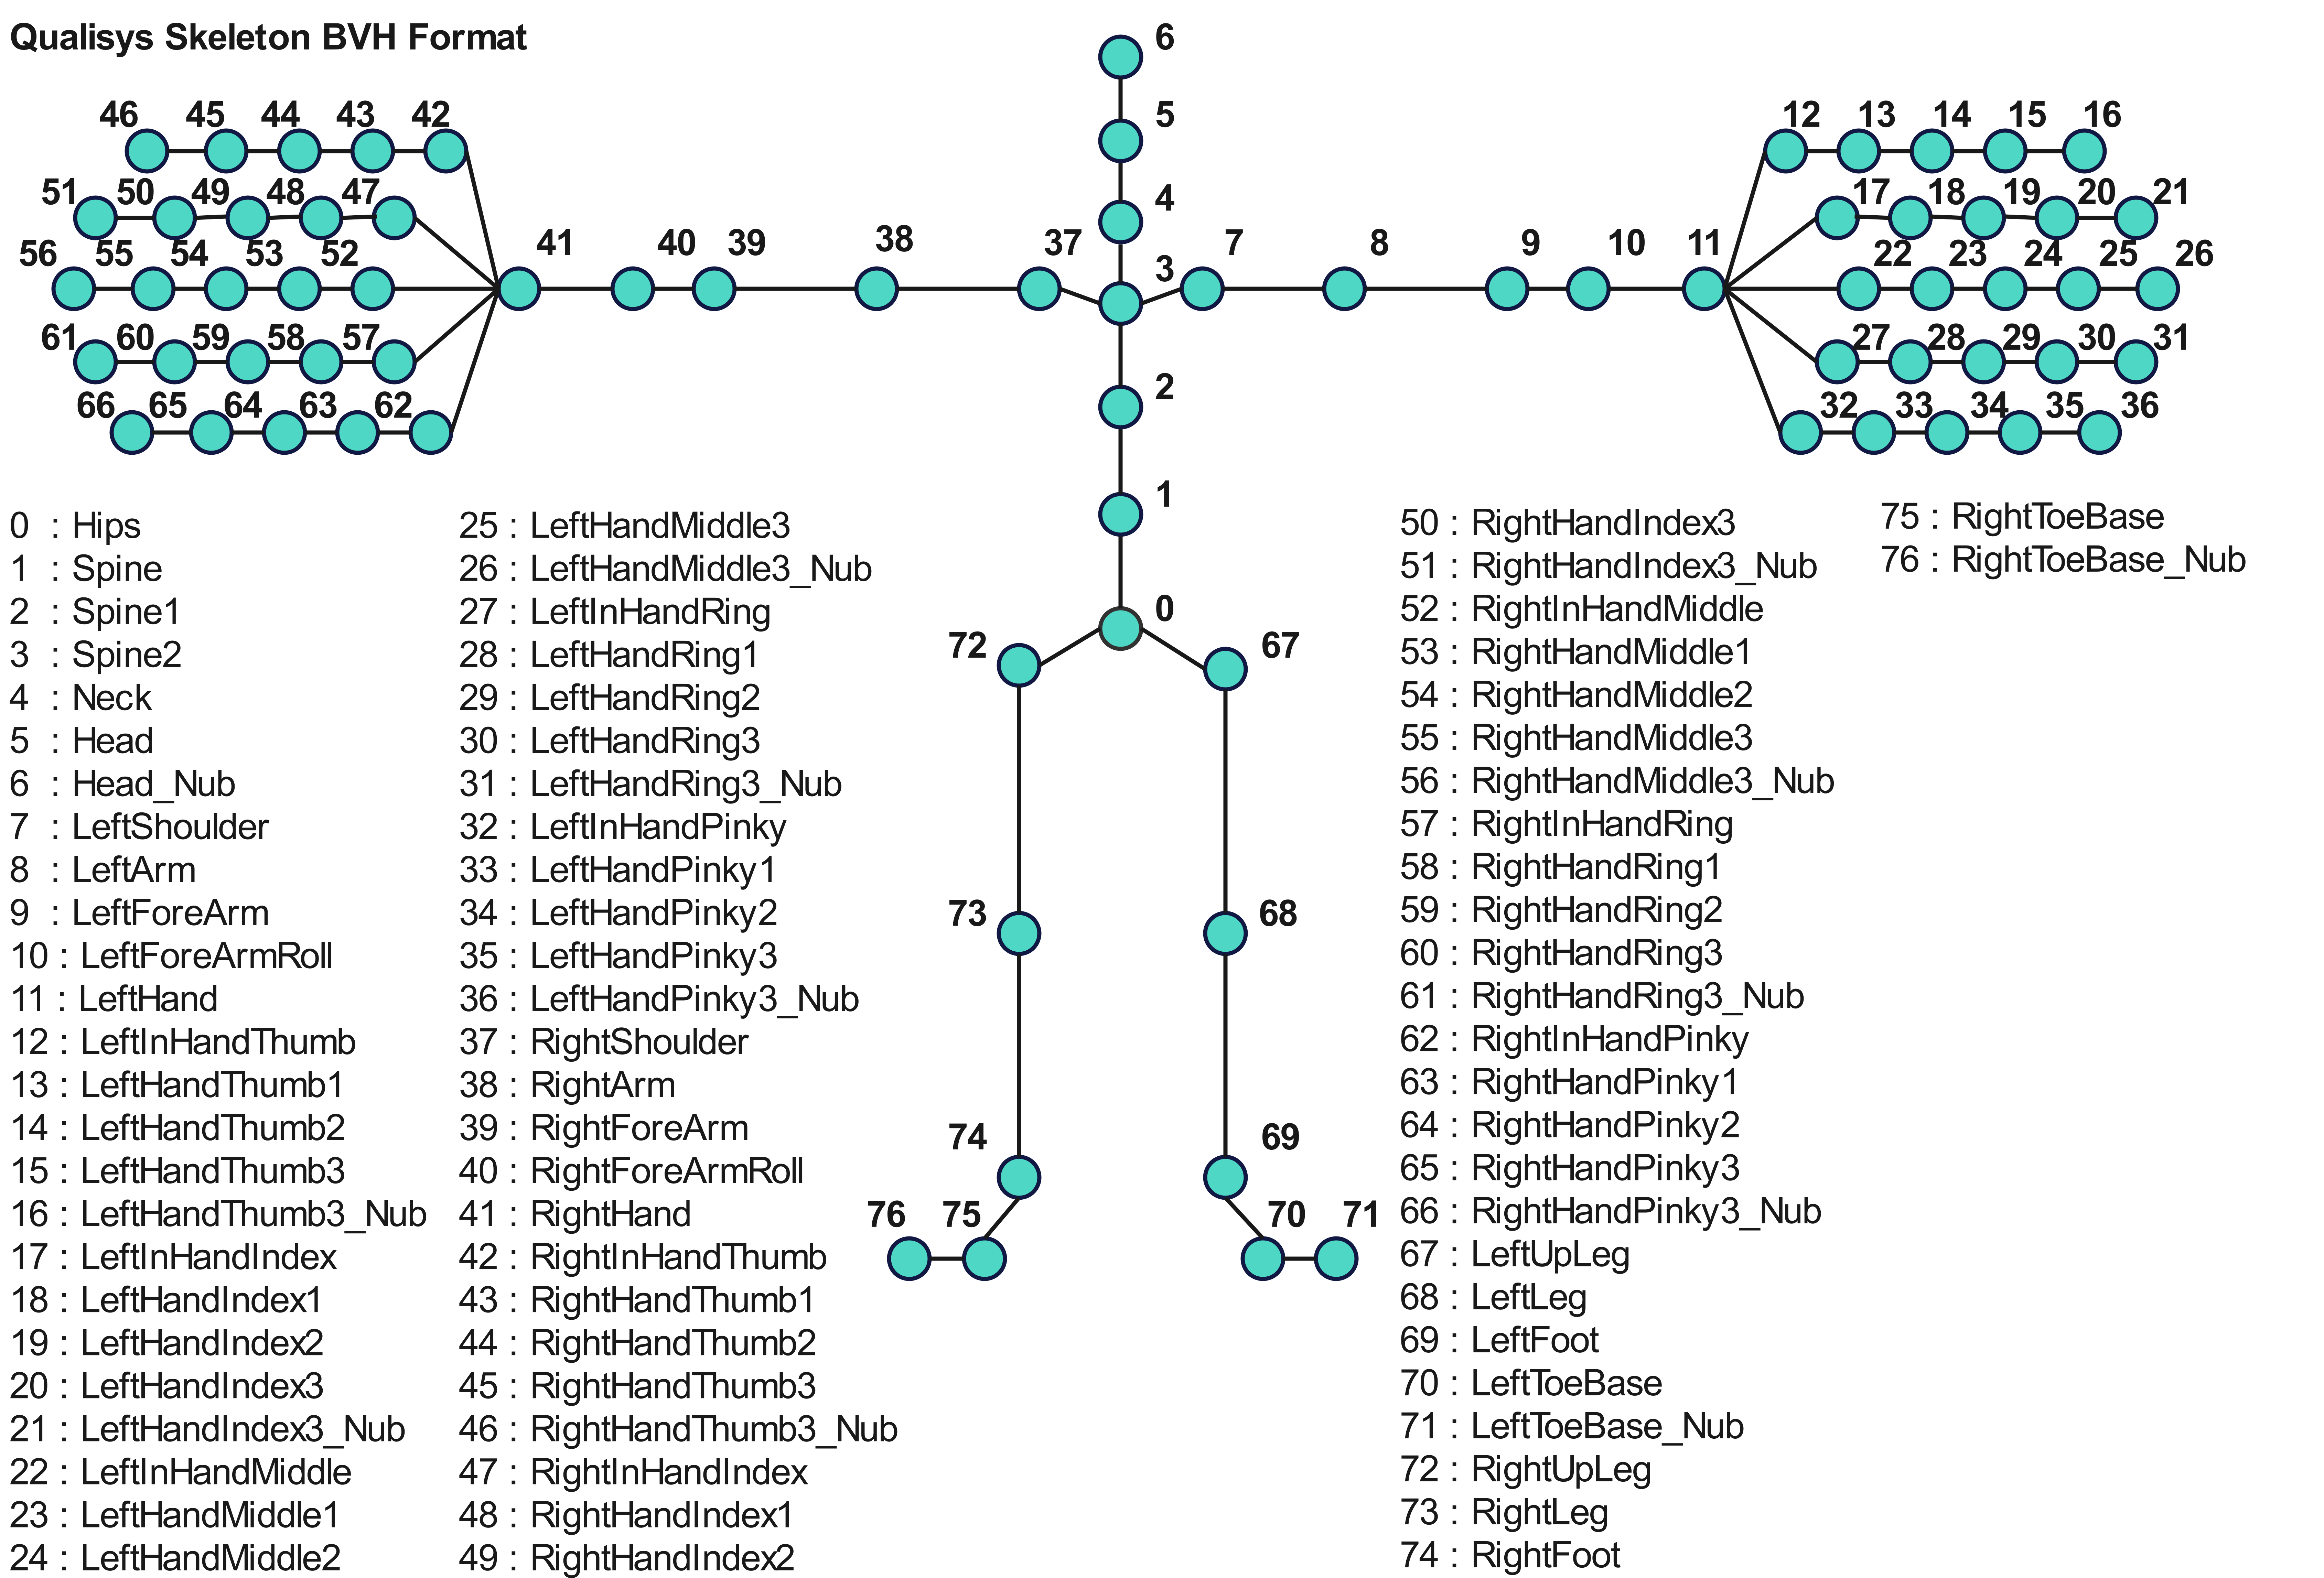 Qualisys Skeleton BVH Format
6
5
4
3
2
1
0
46 45 44 43 42
51 50 49 48 47
56 55 54 53 52
61 60 59 58 57
66 65 64 63 62
41 40 39 38 37
7 8 9 10 11
12 13 14 15 16
17 18 19 20 21
22 23 24 25 26
27 28 29 30 31
32 33 34 35 36
72 67
73 68
74 69
76 75 70 71
0 : Hips
1 : Spine
2 : Spine1
3 : Spine2
4 : Neck
5 : Head
6 : Head_Nub
7 : LeftShoulder
8 : LeftArm
9 : LeftForeArm
10 : LeftForeArmRoll
11 : LeftHand
12 : LeftInHandThumb
13 : LeftHandThumb1
14 : LeftHandThumb2
15 : LeftHandThumb3
16 : LeftHandThumb3_Nub
17 : LeftInHandIndex
18 : LeftHandIndex1
19 : LeftHandIndex2
20 : LeftHandIndex3
21 : LeftHandIndex3_Nub
22 : LeftInHandMiddle
23 : LeftHandMiddle1
24 : LeftHandMiddle2
25 : LeftHandMiddle3
26 : LeftHandMiddle3_Nub
27 : LeftInHandRing
28 : LeftHandRing1
29 : LeftHandRing2
30 : LeftHandRing3
31 : LeftHandRing3_Nub
32 : LeftInHandPinky
33 : LeftHandPinky1
34 : LeftHandPinky2
35 : LeftHandPinky3
36 : LeftHandPinky3_Nub
37 : RightShoulder
38 : RightArm
39 : RightForeArm
40 : RightForeArmRoll
41 : RightHand
42 : RightInHandThumb
43 : RightHandThumb1
44 : RightHandThumb2
45 : RightHandThumb3
46 : RightHandThumb3_Nub
47 : RightInHandIndex
48 : RightHandIndex1
49 : RightHandIndex2
50 : RightHandIndex3
51 : RightHandIndex3_Nub
52 : RightInHandMiddle
53 : RightHandMiddle1
54 : RightHandMiddle2
55 : RightHandMiddle3
56 : RightHandMiddle3_Nub
57 : RightInHandRing
58 : RightHandRing1
59 : RightHandRing2
60 : RightHandRing3
61 : RightHandRing3_Nub
62 : RightInHandPinky
63 : RightHandPinky1
64 : RightHandPinky2
65 : RightHandPinky3
66 : RightHandPinky3_Nub
67 : LeftUpLeg
68 : LeftLeg
69 : LeftFoot
70 : LeftToeBase
71 : LeftToeBase_Nub
72 : RightUpLeg
73 : RightLeg
74 : RightFoot
75 : RightToeBase
76 : RightToeBase_Nub